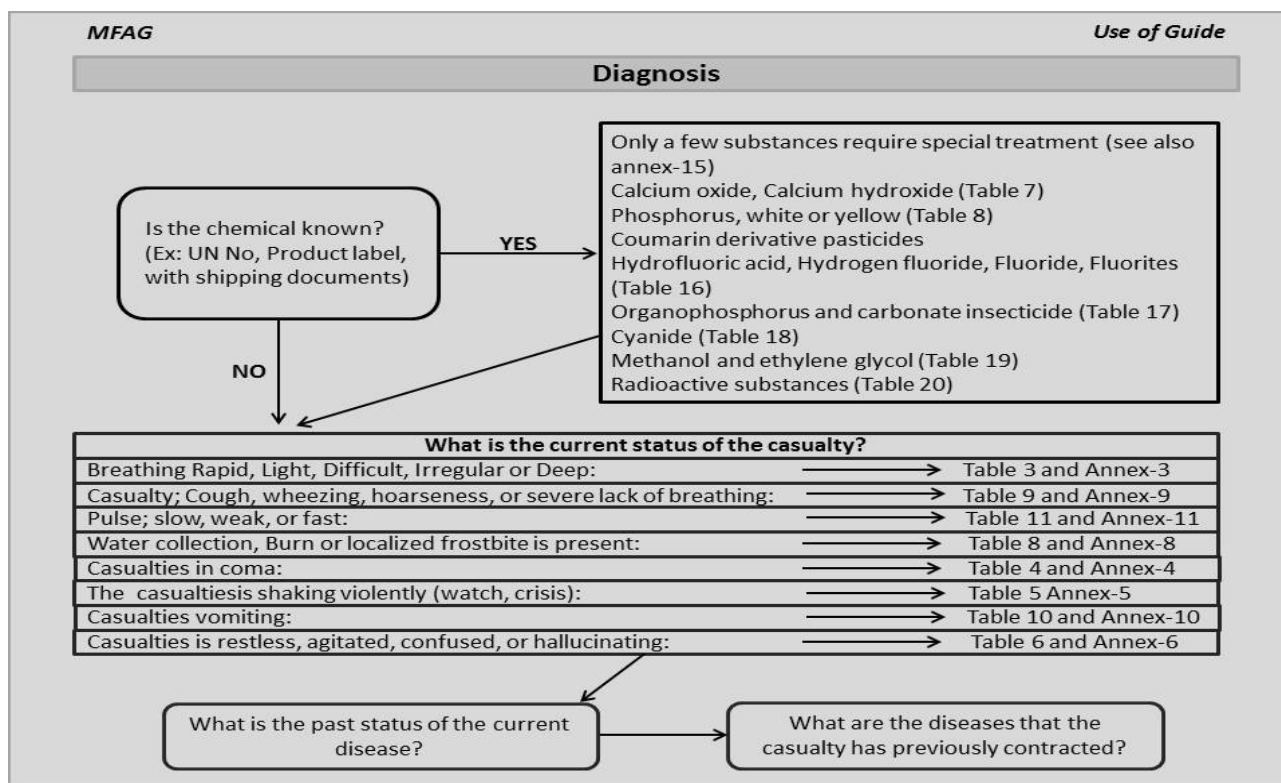 MFAG
Use of Guide
Diagnosis
Is the chemical known?
(Ex: UN No, Product label,
with shipping documents)
YES
NO
Only a few substances require special treatment (see also
annex-15)
Calcium oxide, Calcium hydroxide (Table 7)
Phosphorus, white or yellow (Table 8)
Coumarin derivative pasticides
Hydrofluoric acid, Hydrogen fluoride, Fluoride, Fluorites
(Table 16)
Organophosphorus and carbonate insecticide (Table 17)
Cyanide (Table 18)
Methanol and ethylene glycol (Table 19)
Radioactive substances (Table 20)
What is the current status of the casualty?
Breathing Rapid, Light, Difficult, Irregular or Deep: Table 3 and Annex-3
Casualty; Cough, wheezing, hoarseness, or severe lack of breathing: Table 9 and Annex-9
Pulse; slow, weak, or fast: Table 11 and Annex-11
Water collection, Burn or localized frostbite is present: Table 8 and Annex-8
Casualties in coma: Table 4 and Annex-4
The casualtiesis shaking violently (watch, crisis): Table 5 Annex-5
Casualties vomiting: Table 10 and Annex-10
Casualties is restless, agitated, confused, or hallucinating: Table 6 and Annex-6
What is the past status of the current
disease?
What are the diseases that the
casualty has previously contracted?